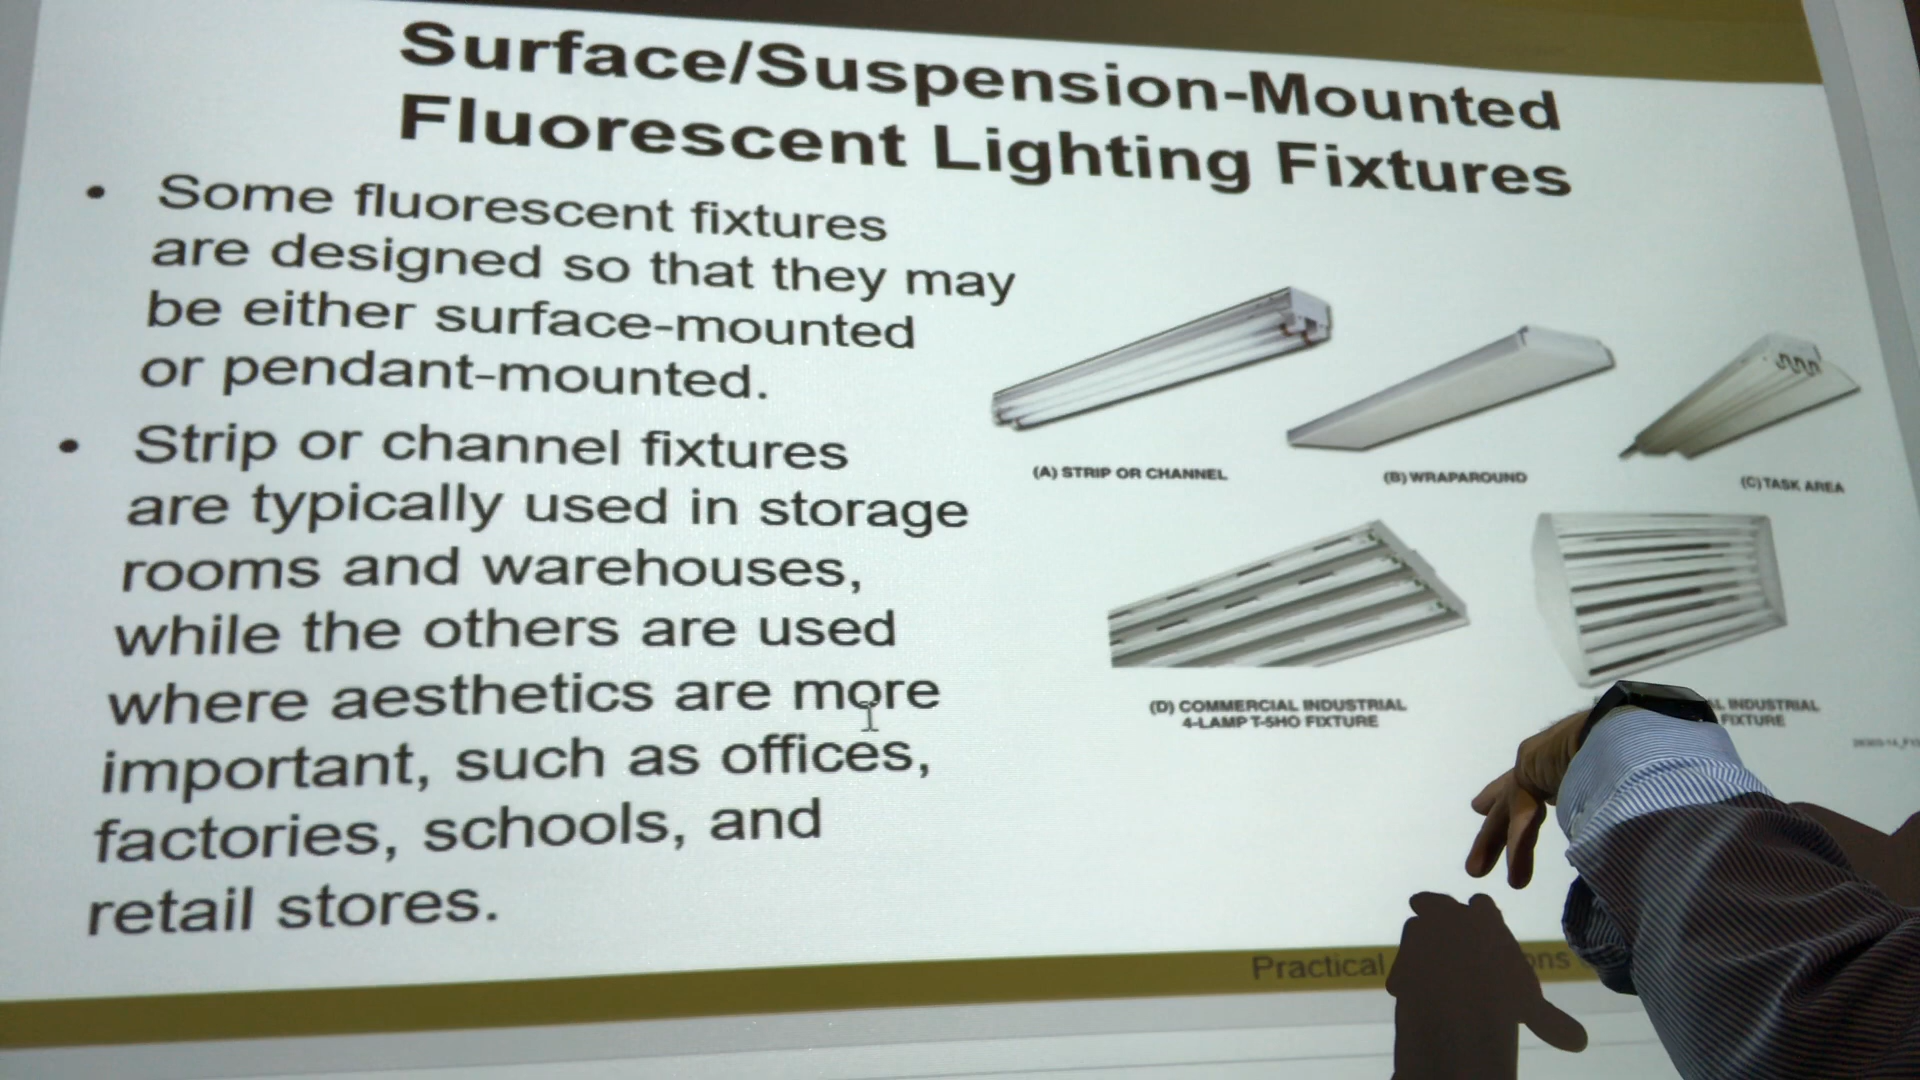 Surface/Suspension-Mounted
Fluorescent Lighting Fixtures
• Some fluorescent fixtures
are designed so that they may
be either surface-mounted
or pendant-mounted.
• Strip or channel fixtures
are typically used in storage
rooms and warehouses,
while the others are used
where aesthetics are more
important, such as offices,
factories, schools, and
retail stores.
(A) STRIP OR CHANNEL
(B) WRAPAROUND
(C) TASK AREA
(D) COMMERCIAL INDUSTRIAL
4-LAMP T-5HO FIXTURE
INDUSTRIAL
FIXTURE
Practical